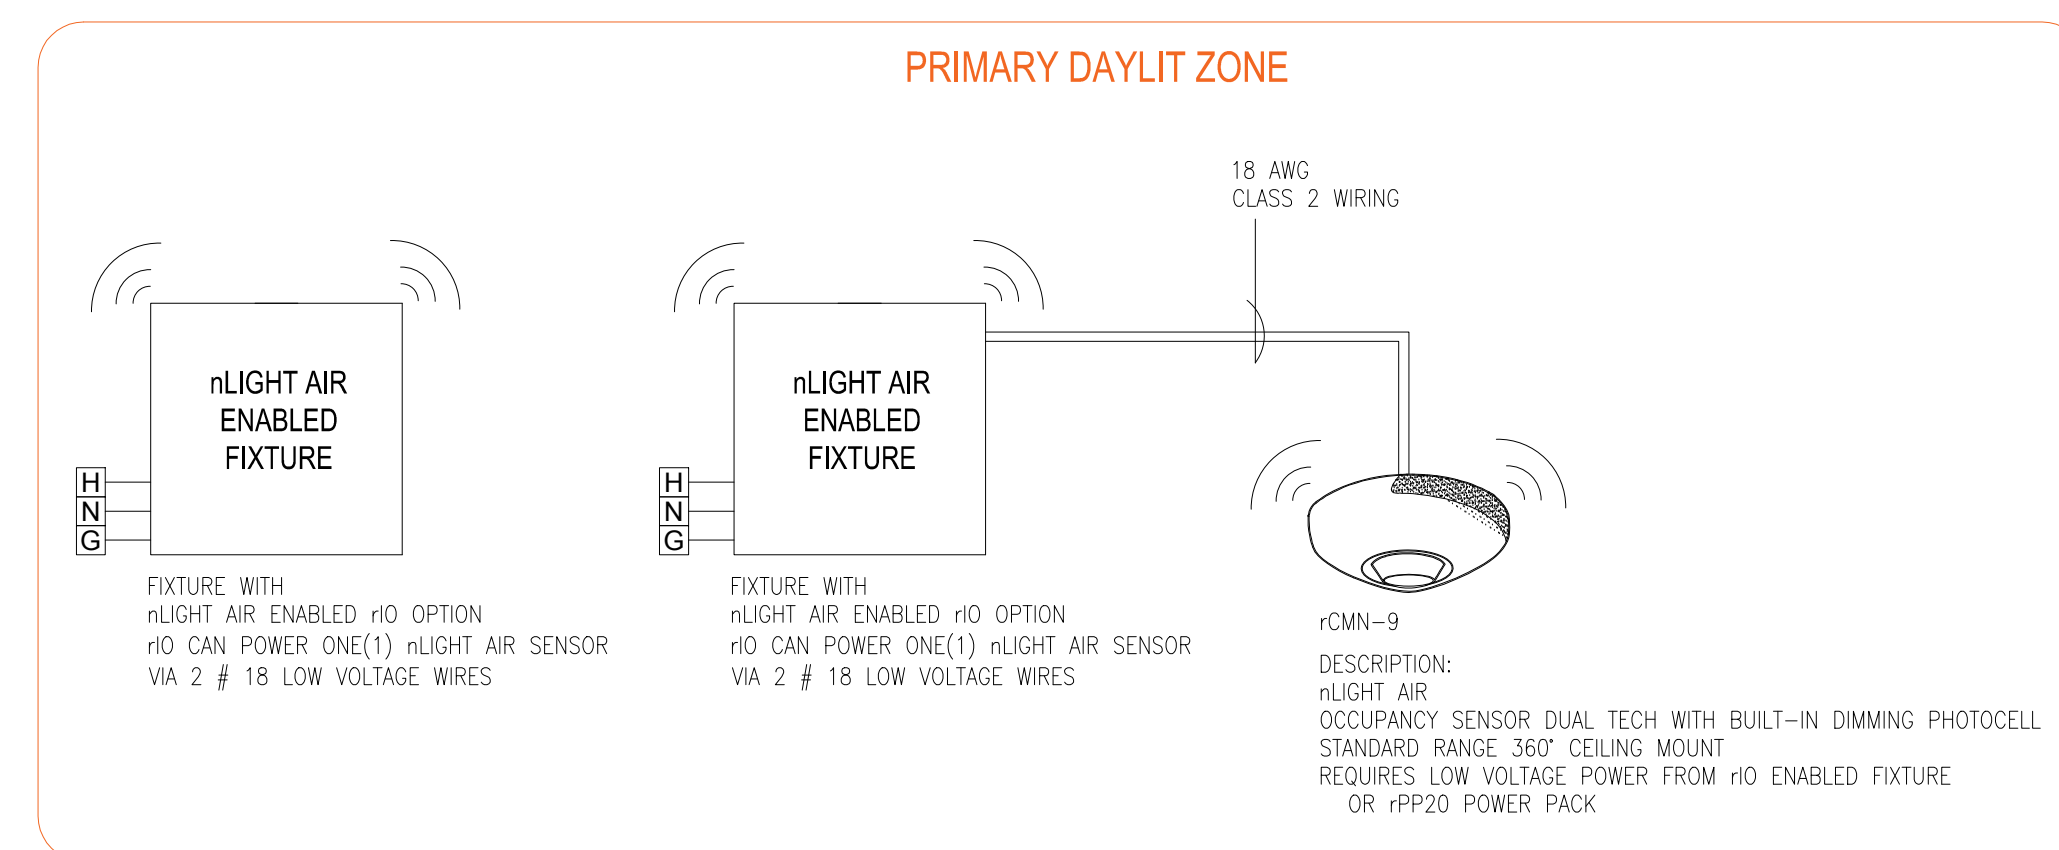 PRIMARY DAYLIT ZONE
18 AWG
CLASS 2 WIRING
nLIGHT AIR
ENABLED
FIXTURE
H
N
G
FIXTURE WITH
nLIGHT AIR ENABLED rIO OPTION
rIO CAN POWER ONE(1) nLIGHT AIR SENSOR
VIA 2 # 18 LOW VOLTAGE WIRES
nLIGHT AIR
ENABLED
FIXTURE
H
N
G
FIXTURE WITH
nLIGHT AIR ENABLED rIO OPTION
rIO CAN POWER ONE(1) nLIGHT AIR SENSOR
VIA 2 # 18 LOW VOLTAGE WIRES
rCMN-9
DESCRIPTION:
nLIGHT AIR
OCCUPANCY SENSOR DUAL TECH WITH BUILT-IN DIMMING PHOTOCELL
STANDARD RANGE 360° CEILING MOUNT
REQUIRES LOW VOLTAGE POWER FROM rIO ENABLED FIXTURE
OR rPP20 POWER PACK